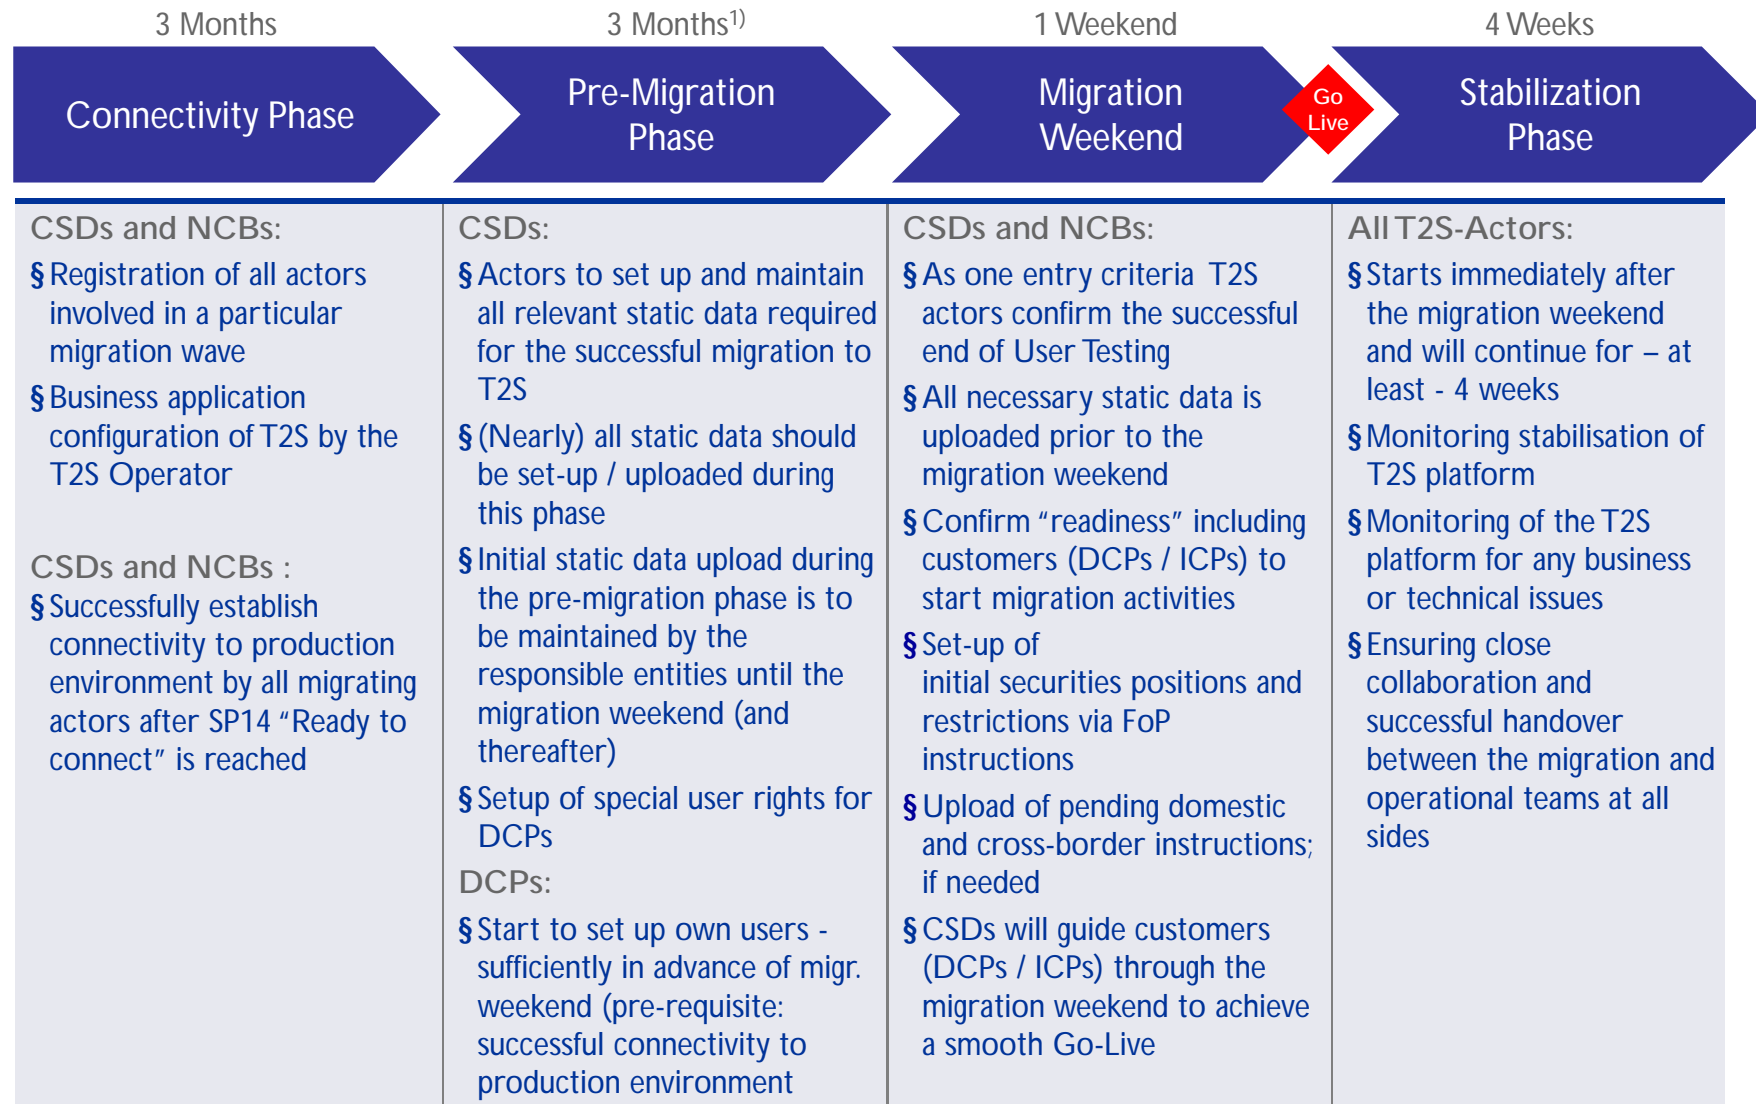 3 Months
3 Months1)
1 Weekend
4 Weeks
Connectivity Phase
Pre-Migration
Phase
Migration
Weekend
Go
Live
Stabilization
Phase
CSDs and NCBs:
§ Registration of all actors
involved in a particular
migration wave
§ Business application
configuration of T2S by the
T2S Operator
CSDs and NCBs :
§ Successfully establish
connectivity to production
environment by all migrating
actors after SP14 “Ready to
connect” is reached
CSDs:
§ Actors to set up and maintain
all relevant static data required
for the successful migration to
T2S
§ (Nearly) all static data should
be set-up / uploaded during
this phase
§ Initial static data upload during
the pre-migration phase is to
be maintained by the
responsible entities until the
migration weekend (and
thereafter)
§ Setup of special user rights for
DCPs
DCPs:
§ Start to set up own users -
sufficiently in advance of migr.
weekend (pre-requisite:
successful connectivity to
production environment
CSDs and NCBs:
§ As one entry criteria T2S
actors confirm the successful
end of User Testing
§ All necessary static data is
uploaded prior to the
migration weekend
§ Confirm “readiness” including
customers (DCPs / ICPs) to
start migration activities
§ Set-up of
initial securities positions and
restrictions via FoP
instructions
§ Upload of pending domestic
and cross-border instructions;
if needed
§ CSDs will guide customers
(DCPs / ICPs) through the
migration weekend to achieve
a smooth Go-Live
All T2S-Actors:
§ Starts immediately after
the migration weekend
and will continue for – at
least - 4 weeks
§ Monitoring stabilisation of
T2S platform
§ Monitoring of the T2S
platform for any business
or technical issues
§ Ensuring close
collaboration and
successful handover
between the migration and
operational teams at all
sides